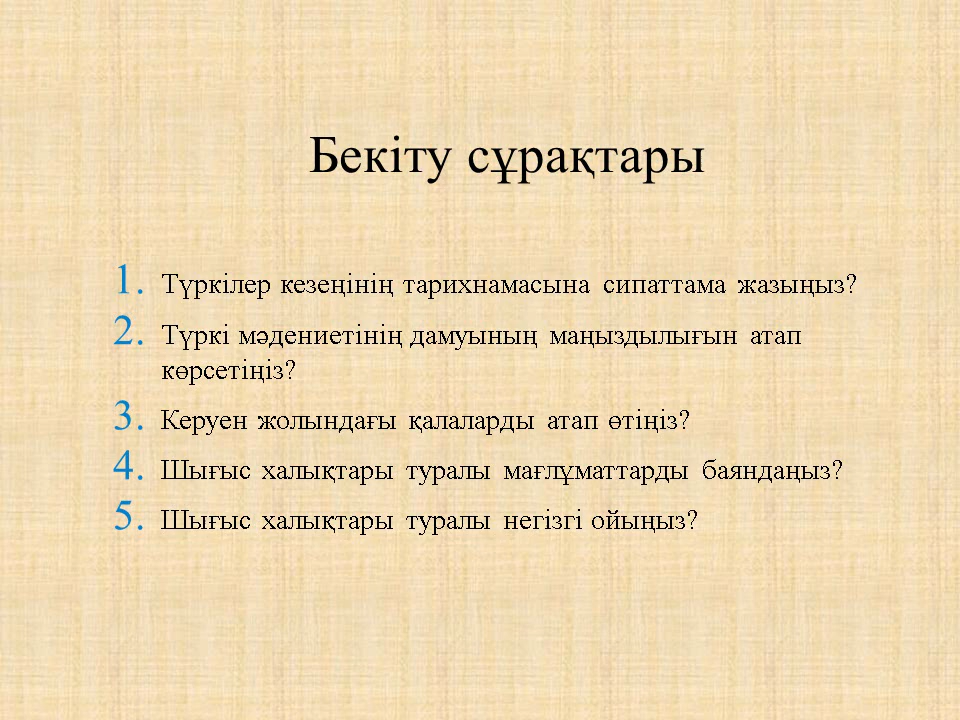 Бекіту сұрақтары
1. Түркілер кезеңінің тарихнамасына сипаттама жазыңыз?
2. Түркі мәдениетінің дамуының маңыздылығын атап
көрсетіңіз?
3. Керуен жолындағы қалаларды атап өтіңіз?
4. Шығыс халықтары туралы мағлұматтарды баяндаңыз?
5. Шығыс халықтары туралы негізгі ойыңыз?